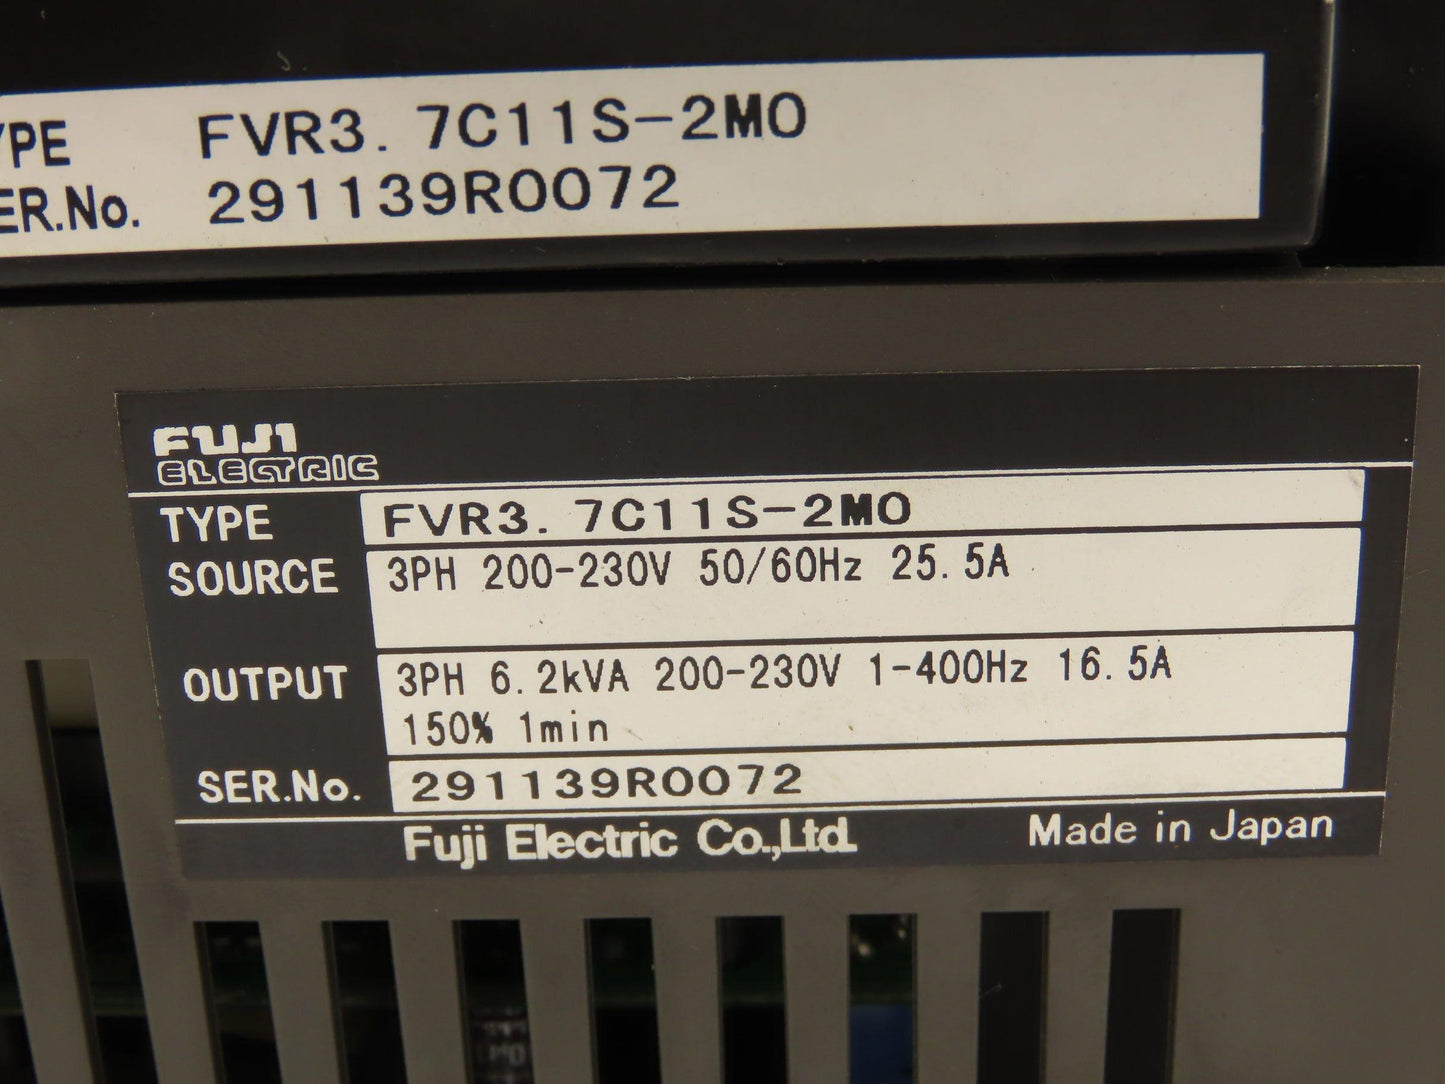 YPE FVR3.7C11S-2MO
ER.No. 291139R0072
FUJI
ELECTRIC
TYPE FVR3.7C11S-2MO
SOURCE 3PH 200-230V 50/60Hz 25.5A
OUTPUT 3PH 6.2kVA 200-230V 1-400Hz 16.5A
150% 1min
SER.No. 291139R0072
Fuji Electric Co.,Ltd. Made in Japan